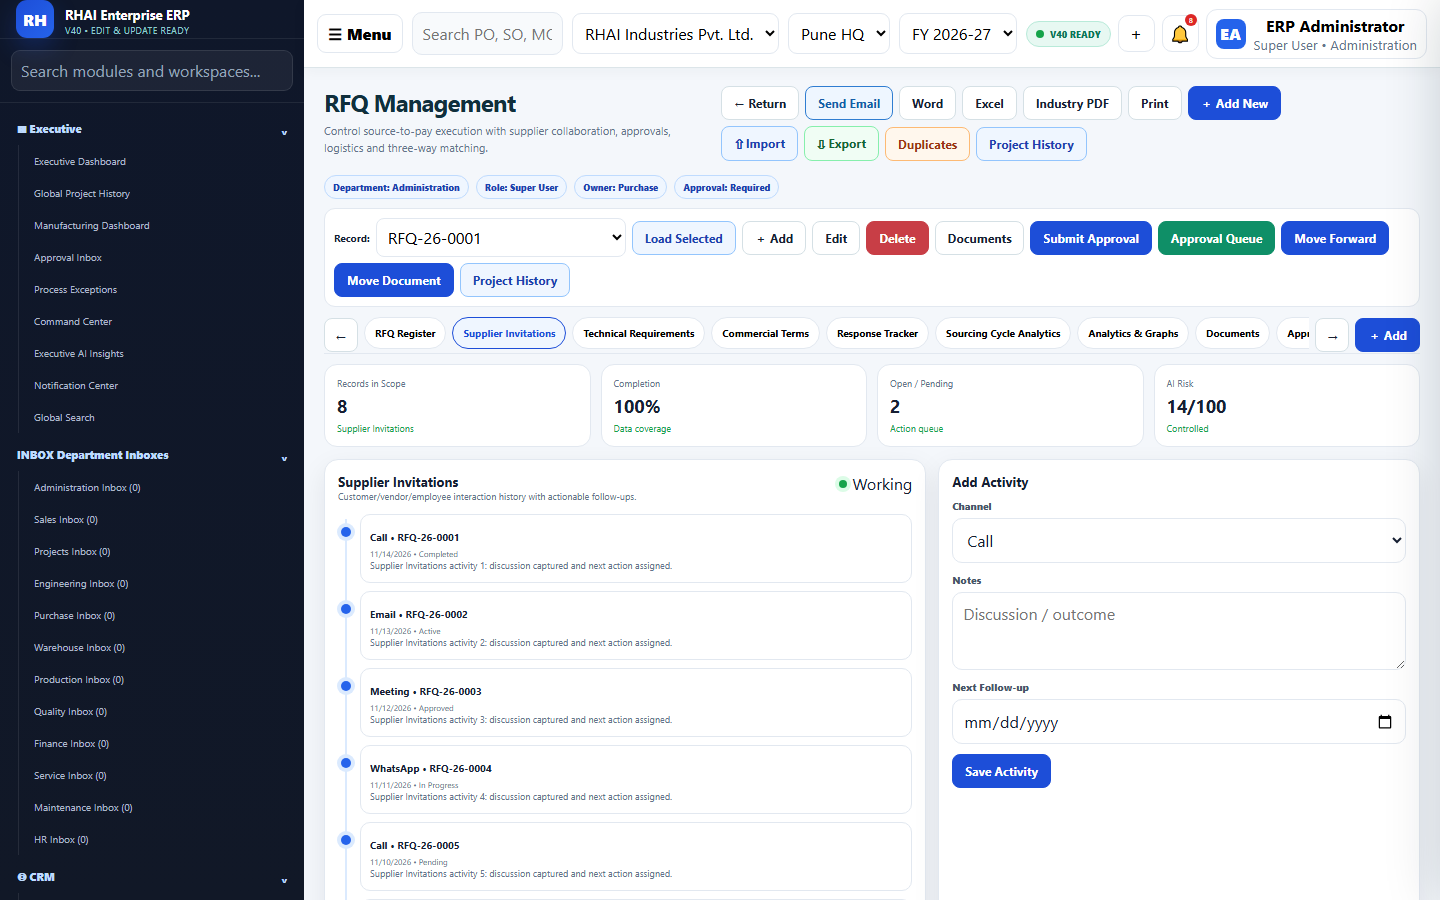 RH
RHAI Enterprise ERP
V40 • EDIT & UPDATE READY
Search modules and workspaces...
Executive
Executive Dashboard
Global Project History
Manufacturing Dashboard
Approval Inbox
Process Exceptions
Command Center
Executive AI Insights
Notification Center
Global Search
INBOX Department Inboxes
Administration Inbox (0)
Sales Inbox (0)
Projects Inbox (0)
Engineering Inbox (0)
Purchase Inbox (0)
Warehouse Inbox (0)
Production Inbox (0)
Quality Inbox (0)
Finance Inbox (0)
Service Inbox (0)
Maintenance Inbox (0)
HR Inbox (0)
CRM
☰ Menu
Search PO, SO, MO
RHAI Industries Pvt. Ltd.
Pune HQ
FY 2026-27
V40 READY
+
8
EA
ERP Administrator
Super User • Administration
RFQ Management
Control source-to-pay execution with supplier collaboration, approvals,
logistics and three-way matching.
← Return
Send Email
Word
Excel
Industry PDF
Print
+ Add New
⇧ Import
⇩ Export
Duplicates
Project History
Department: Administration
Role: Super User
Owner: Purchase
Approval: Required
Record:
RFQ-26-0001
Load Selected
+ Add
Edit
Delete
Documents
Submit Approval
Approval Queue
Move Forward
Move Document
Project History
←
RFQ Register
Supplier Invitations
Technical Requirements
Commercial Terms
Response Tracker
Sourcing Cycle Analytics
Analytics & Graphs
Documents
Appr
→
+ Add
Records in Scope
8
Supplier Invitations
Completion
100%
Data coverage
Open / Pending
2
Action queue
AI Risk
14/100
Controlled
Supplier Invitations
Customer/vendor/employee interaction history with actionable follow-ups.
Working
Call • RFQ-26-0001
11/14/2026 • Completed
Supplier Invitations activity 1: discussion captured and next action assigned.
Email • RFQ-26-0002
11/13/2026 • Active
Supplier Invitations activity 2: discussion captured and next action assigned.
Meeting • RFQ-26-0003
11/12/2026 • Approved
Supplier Invitations activity 3: discussion captured and next action assigned.
WhatsApp • RFQ-26-0004
11/11/2026 • In Progress
Supplier Invitations activity 4: discussion captured and next action assigned.
Call • RFQ-26-0005
11/10/2026 • Pending
Supplier Invitations activity 5: discussion captured and next action assigned.
Add Activity
Channel
Call
Notes
Discussion / outcome
Next Follow-up
mm/dd/yyyy
Save Activity